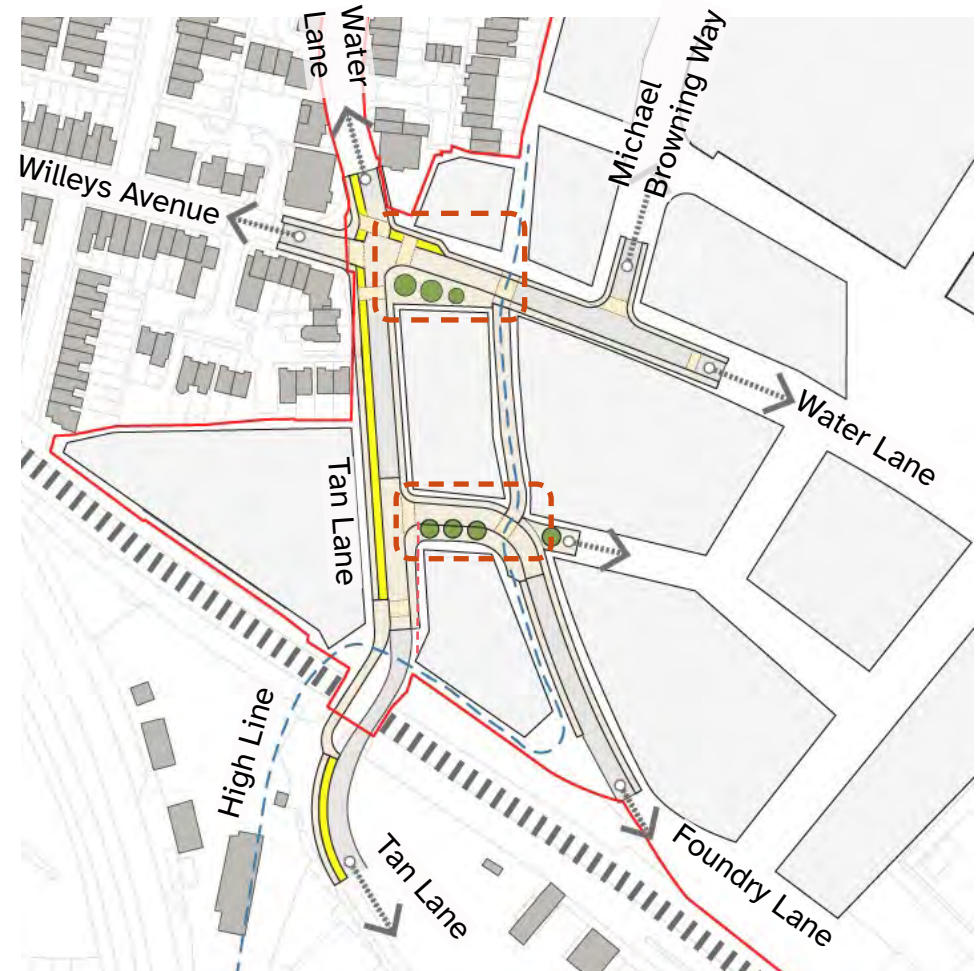 Water
Lane
Michael
Browning Way
Willeys Avenue
Water Lane
Tan Lane
High Line
Tan Lane
Foundry Lane